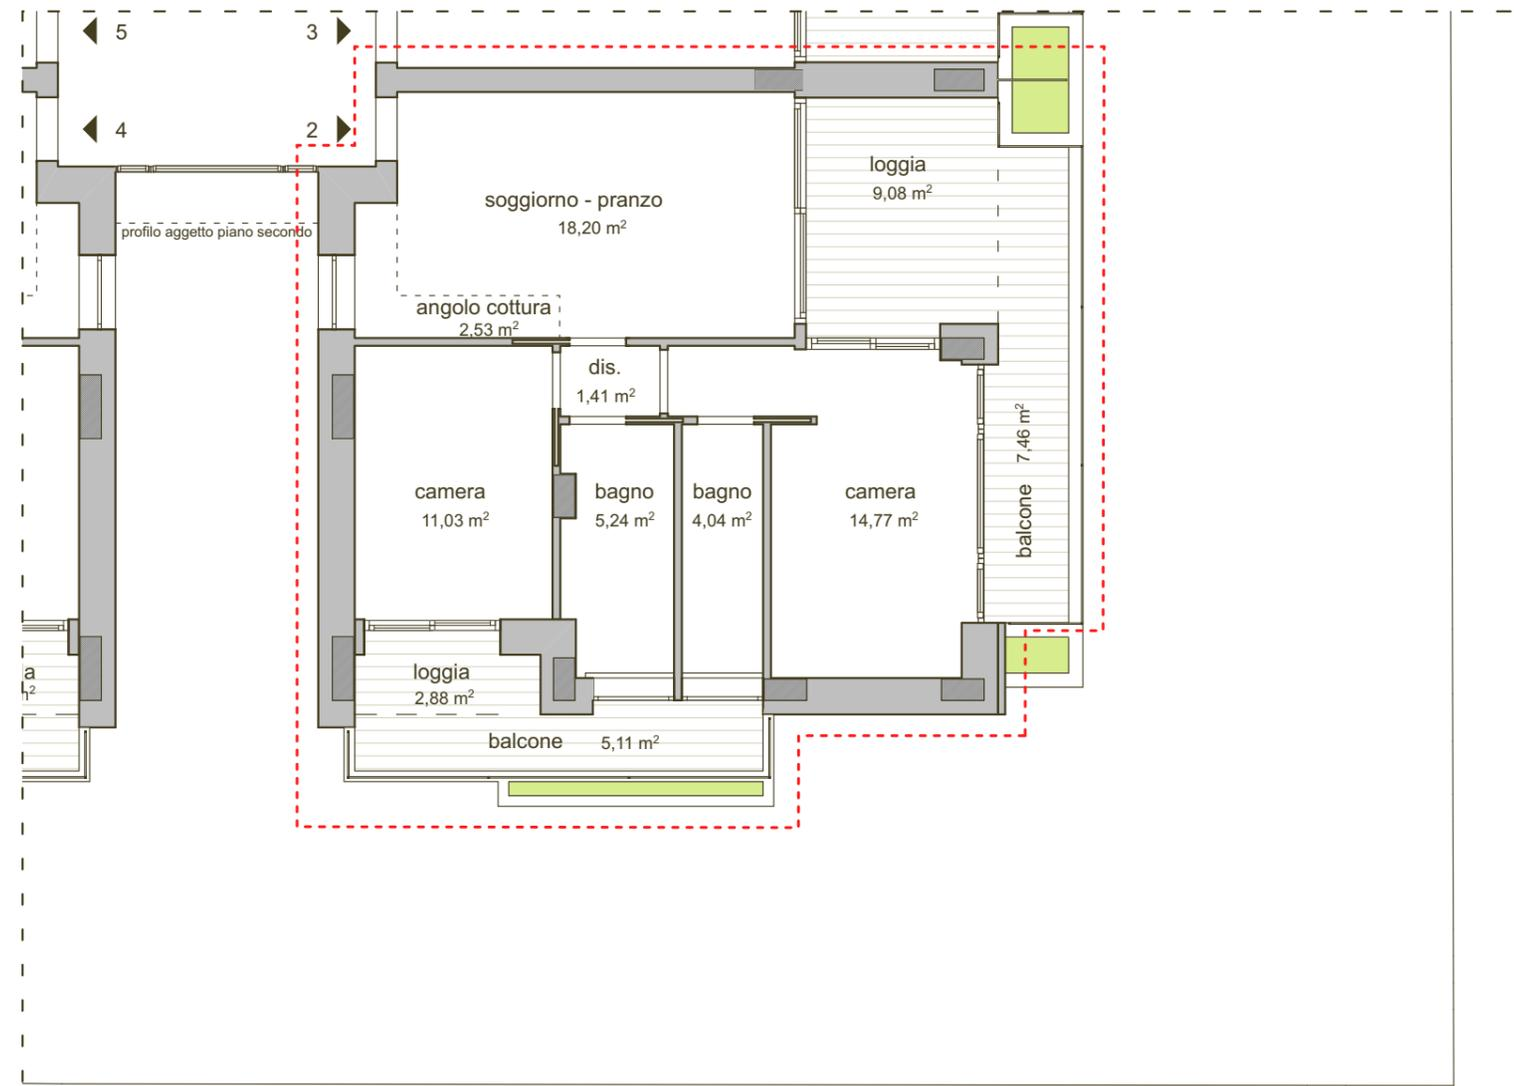 5
3
4
2
loggia
9,08 m²
soggiorno - pranzo
18,20 m²
profilo aggetto piano secondo
angolo cottura
2,53 m²
dis.
1,41 m²
balcone 7,46 m²
camera
11,03 m²
bagno
5,24 m²
bagno
4,04 m²
camera
14,77 m²
loggia
2,88 m²
balcone 5,11 m²